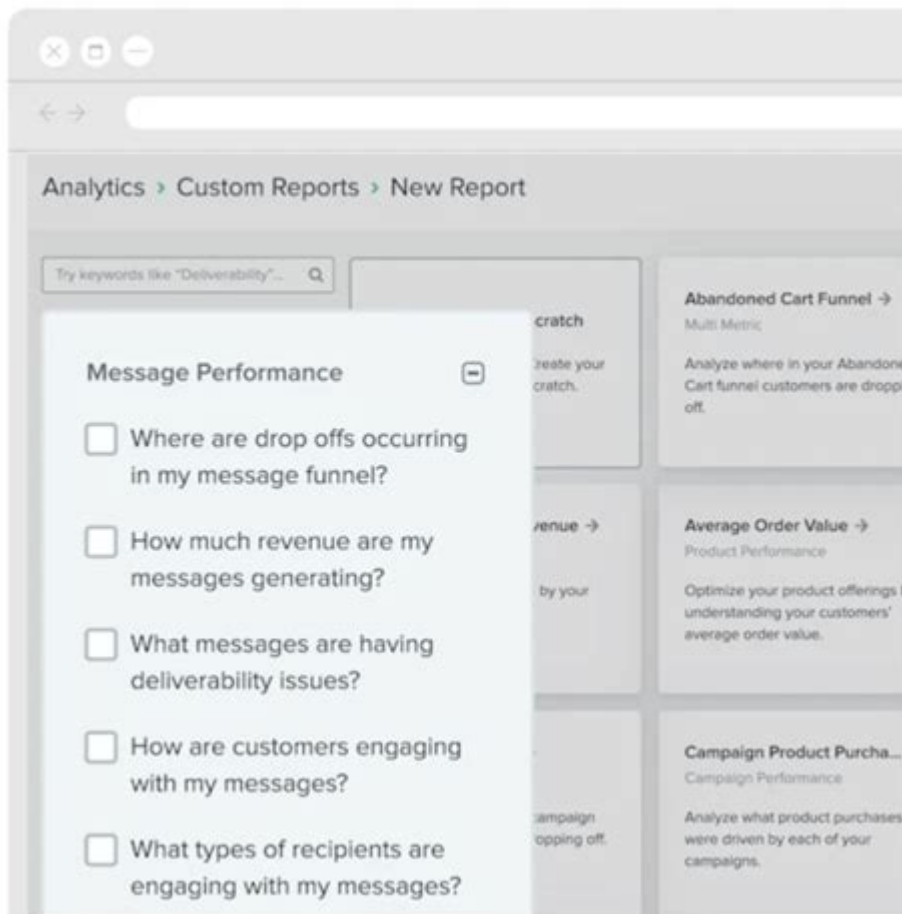 Analytics > Custom Reports > New Report
Try keywords like "Deliverability"...
Message Performance
Where are drop offs occurring
in my message funnel?
How much revenue are my
messages generating?
What messages are having
deliverability issues?
How are customers engaging
with my messages?
What types of recipients are
engaging with my messages?
cratch
Create your
cratch.
venue →
by your
campaign
opping off.
Abandoned Cart Funnel →
Multi Metric
Analyze where in your Abandone
Cart funnel customers are dropp
off.
Average Order Value →
Product Performance
Optimize your product offerings
understanding your customers'
average order value.
Campaign Product Purcha...
Campaign Performance
Analyze what product purchases
were driven by each of your
campaigns.